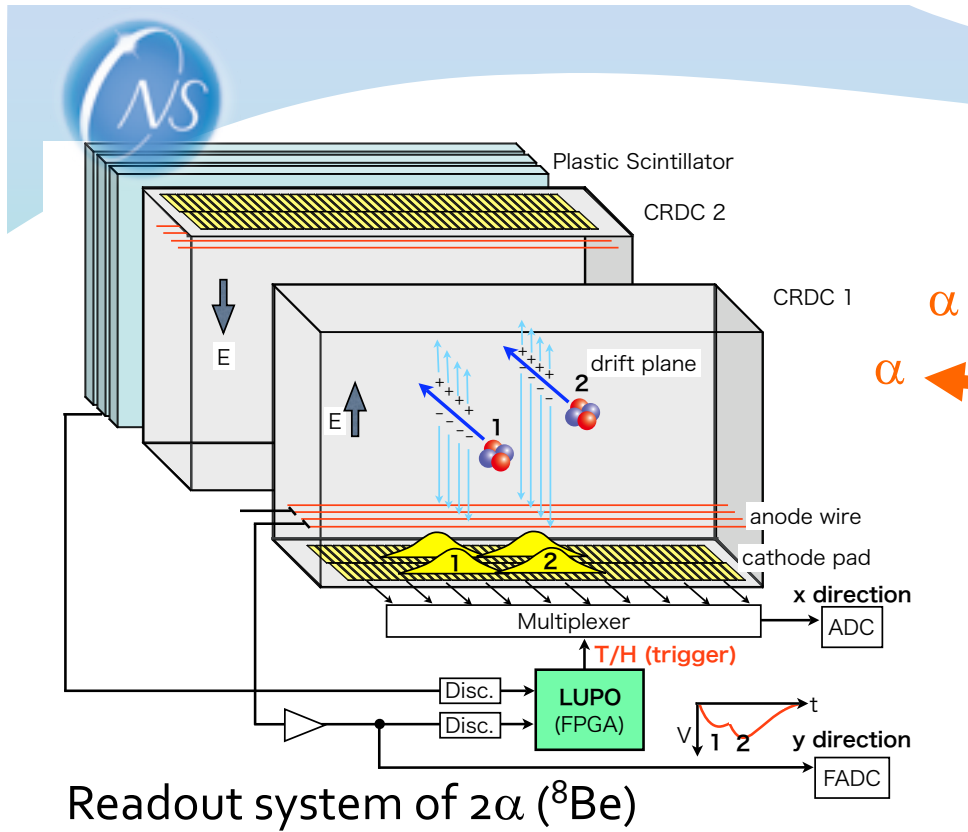 CNS
Plastic Scintillator
CRDC 2
CRDC 1
α
α
E
E
drift plane
1
2
+ + + +
− − − −
+ + + +
− − − −
anode wire
cathode pad
1
2
x direction
Multiplexer
ADC
T/H (trigger)
Disc.
LUPO
(FPGA)
Disc.
t
V
1
2
y direction
FADC
Readout system of 2α (⁸Be)